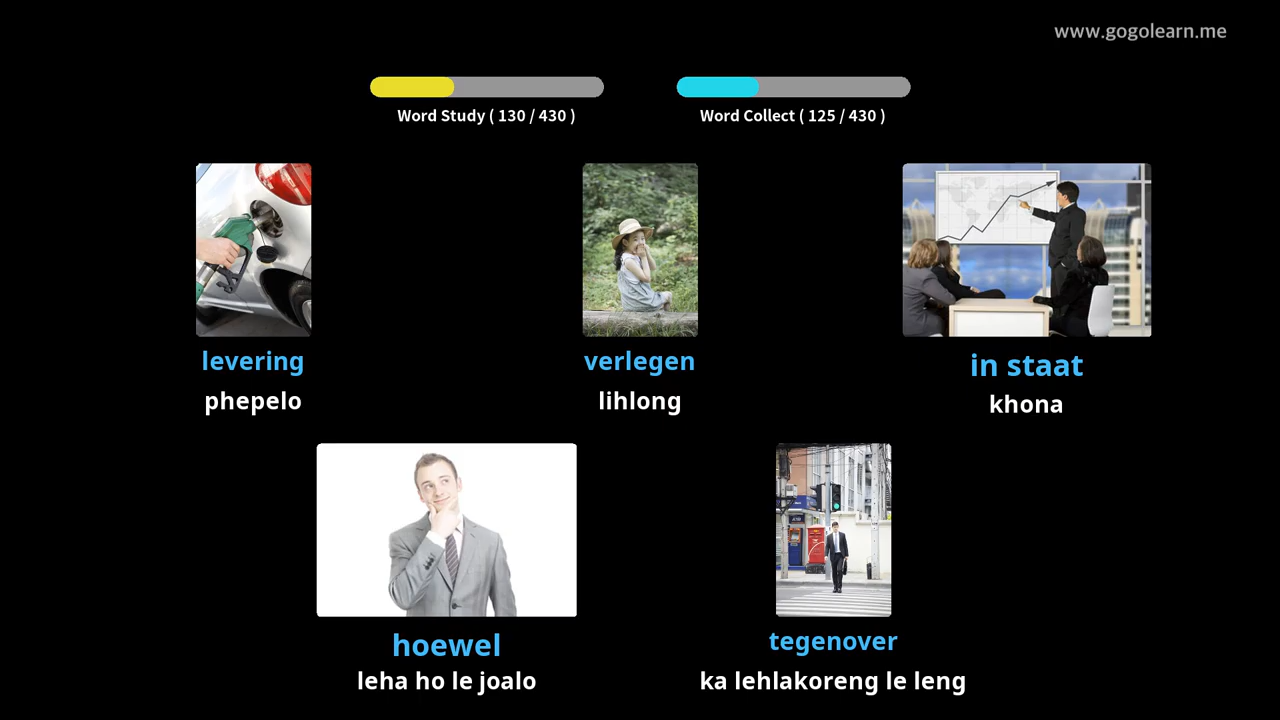 www.gogolearn.me
Word Study ( 130 / 430 )
Word Collect ( 125 / 430 )
levering
verlegen
in staat
phepelo
lihlong
khona
hoewel
tegenover
leha ho le joalo
ka lehlakoreng le leng